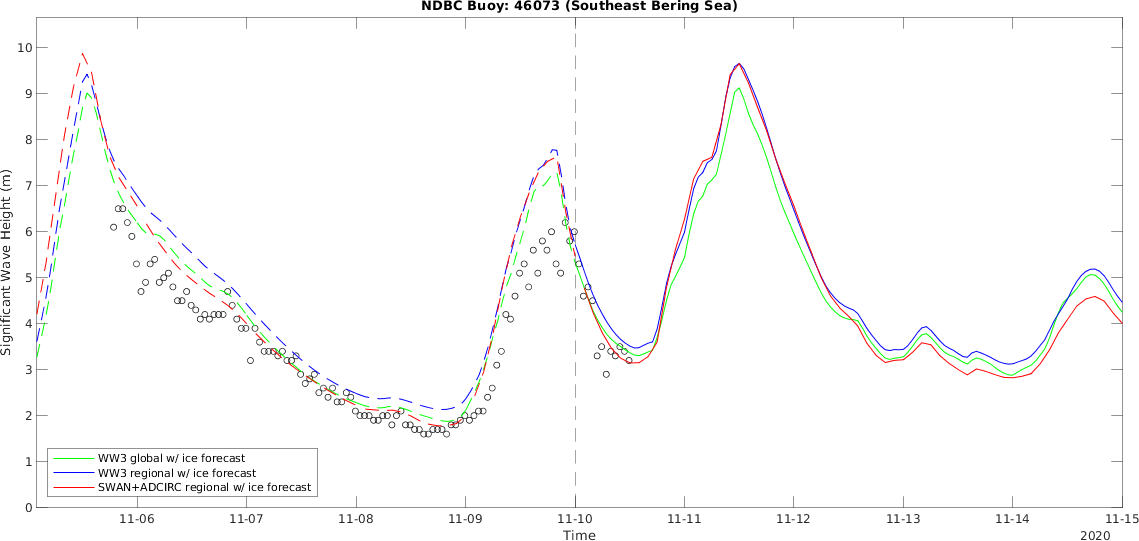 NDBC Buoy: 46073 (Southeast Bering Sea)
Significant Wave Height (m)
10
9
8
7
6
5
4
3
2
1
0
WW3 global w/ ice forecast
WW3 regional w/ ice forecast
SWAN+ADCIRC regional w/ ice forecast
11-06 11-07 11-08 11-09 11-10 11-11 11-12 11-13 11-14 11-15
Time
2020